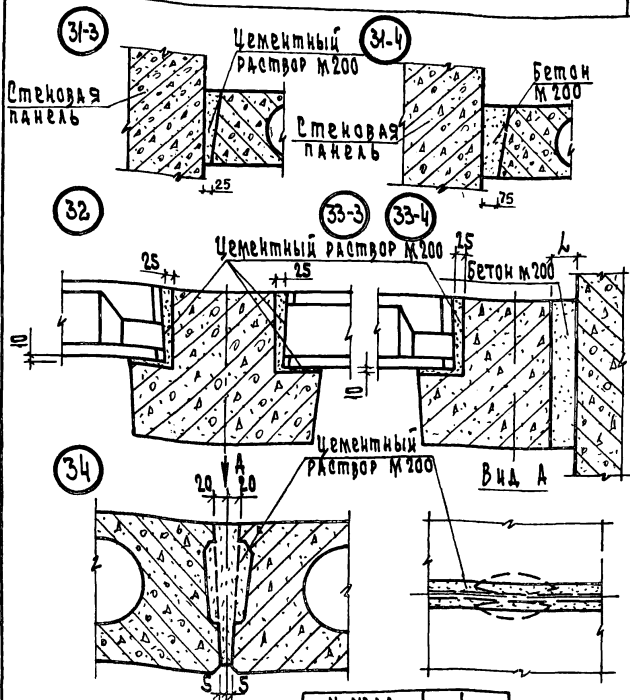 31-3
Цементный
раствор М200
31-4
Стеновая
панель
Бетон
М200
Стеновая
панель
25
75
32
33-3
33-4
Цементный раствор М200
25
25
25
L
Бетон М200
10
10
34
А
20
20
Цементный
раствор М200
Вид А
5
5